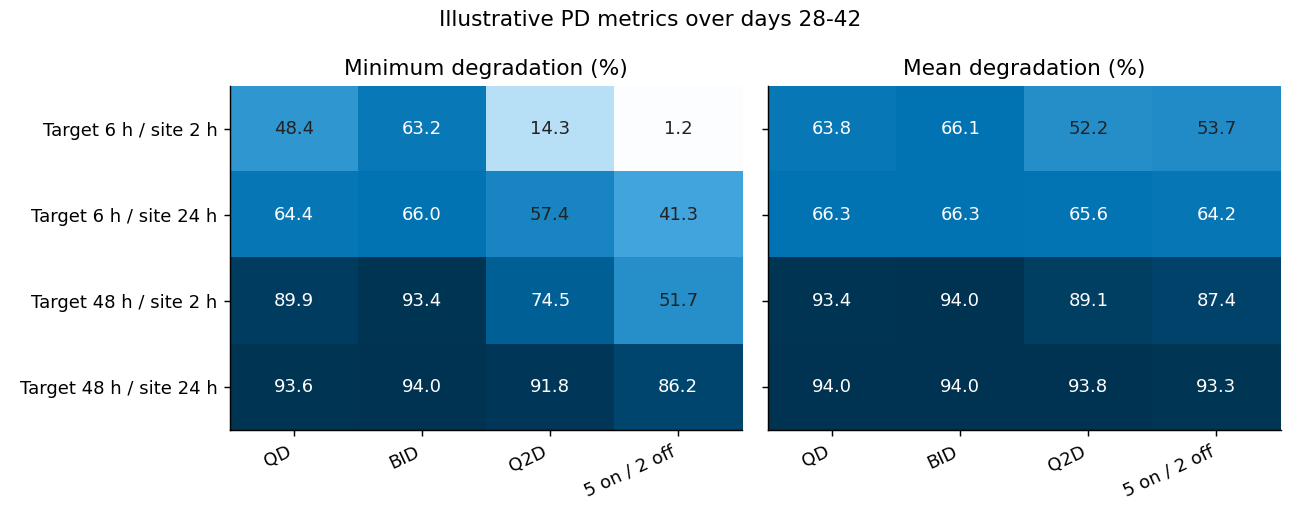 Illustrative PD metrics over days 28-42
Minimum degradation (%)
Mean degradation (%)
Target 6 h / site 2 h
48.4 63.2 14.3 1.2
63.8 66.1 52.2 53.7
Target 6 h / site 24 h
64.4 66.0 57.4 41.3
66.3 66.3 65.6 64.2
Target 48 h / site 2 h
89.9 93.4 74.5 51.7
93.4 94.0 89.1 87.4
Target 48 h / site 24 h
93.6 94.0 91.8 86.2
94.0 94.0 93.8 93.3
QD
BID
Q2D
5 on / 2 off
QD
BID
Q2D
5 on / 2 off